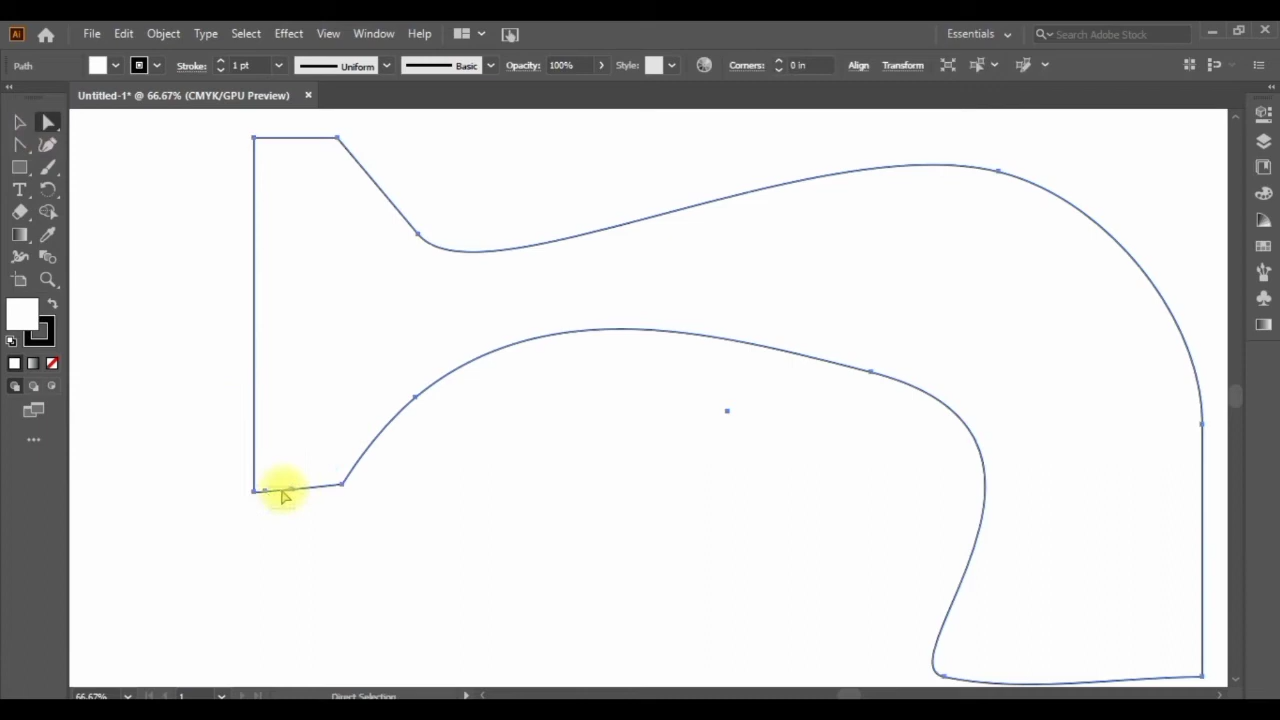 Ai File Edit Object Type Select Effect View Window Help Essentials Search Adobe Stock
Path Stroke: 1 pt Uniform Basic Opacity: 100% Style: Corners: 0 in Align Transform
Untitled-1* @ 66.67% (CMYK/GPU Preview)
T
66.67% 1 Direct Selection